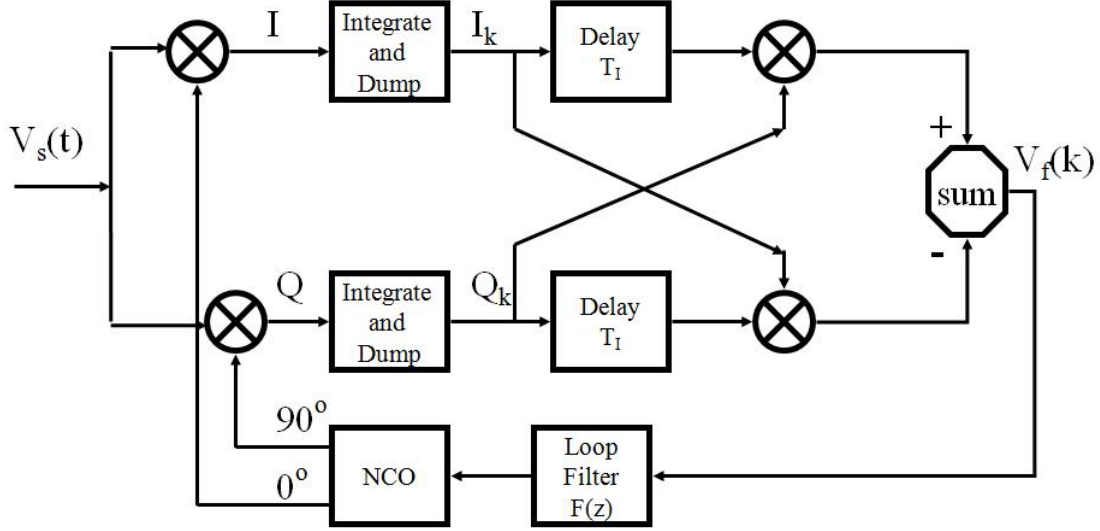 I
Integrate
and
Dump
I_k
Delay
T_I
V_s(t)
+
V_f(k)
sum
-
Q
Integrate
and
Dump
Q_k
Delay
T_I
90°
0°
NCO
Loop
Filter
F(z)